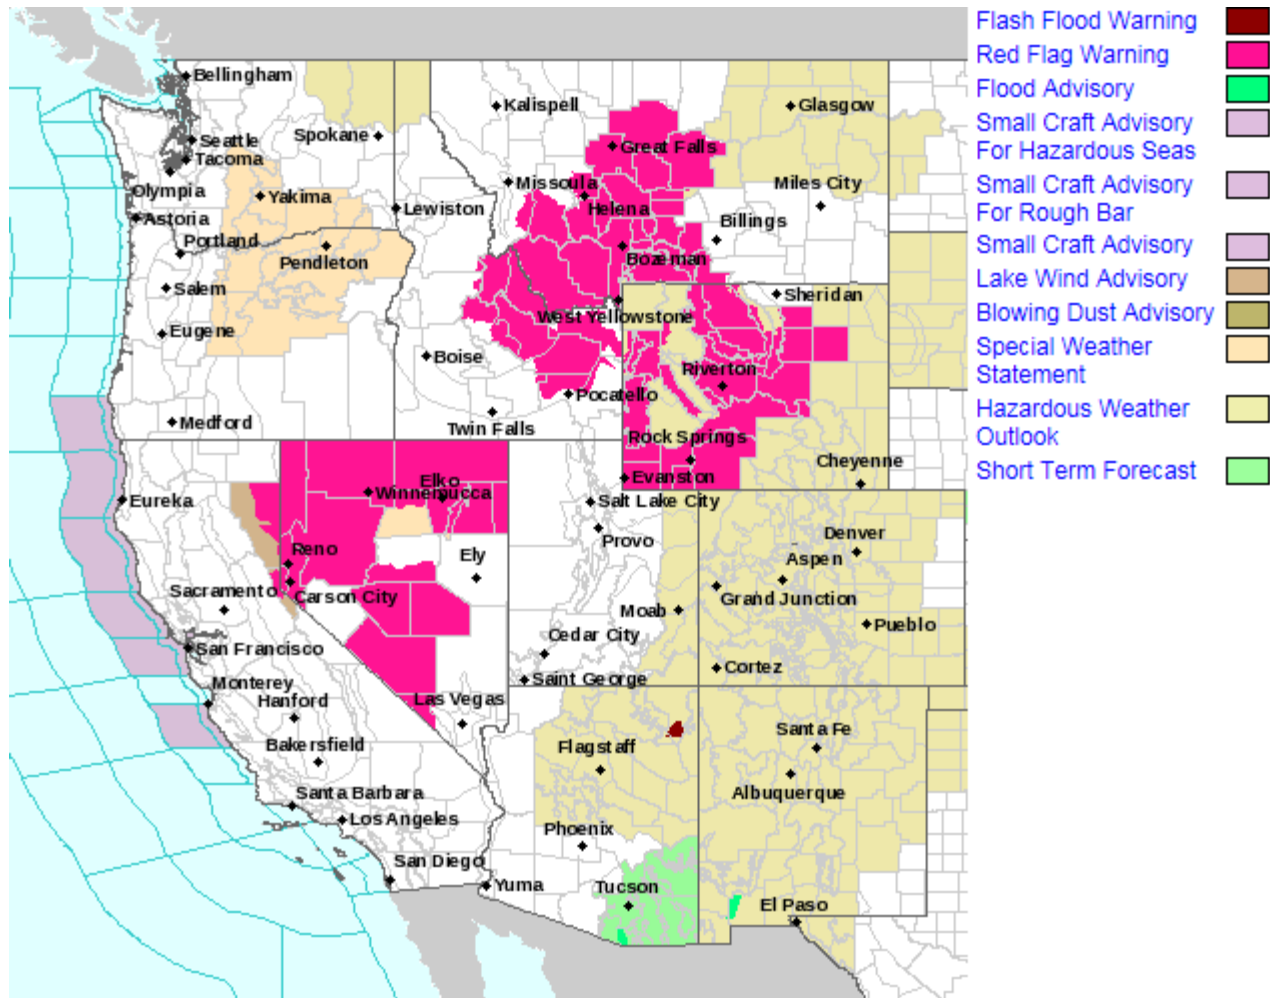 Flash Flood Warning
Red Flag Warning
Flood Advisory
Small Craft Advisory
For Hazardous Seas
Small Craft Advisory
For Rough Bar
Small Craft Advisory
Lake Wind Advisory
Blowing Dust Advisory
Special Weather
Statement
Hazardous Weather
Outlook
Short Term Forecast
Bellingham
Kalispell
Glasgow
Seattle
Spokane
Great Falls
Tacoma
Olympia
Missoula
Miles City
Yakima
Lewiston
Helena
Astoria
Billings
Portland
Pendleton
Bozeman
Salem
Sheridan
West Yellowstone
Eugene
Boise
Riverton
Pocatello
Medford
Twin Falls
Rock Springs
Cheyenne
Elko
Evanston
Winnemucca
Eureka
Salt Lake City
Denver
Provo
Reno
Ely
Aspen
Sacramento
Carson City
Grand Junction
Moab
Pueblo
Cedar City
San Francisco
Cortez
Saint George
Monterey
Hanford
Las Vegas
Santa Fe
Bakersfield
Flagstaff
Albuquerque
Santa Barbara
Los Angeles
Phoenix
San Diego
Yuma
Tucson
El Paso